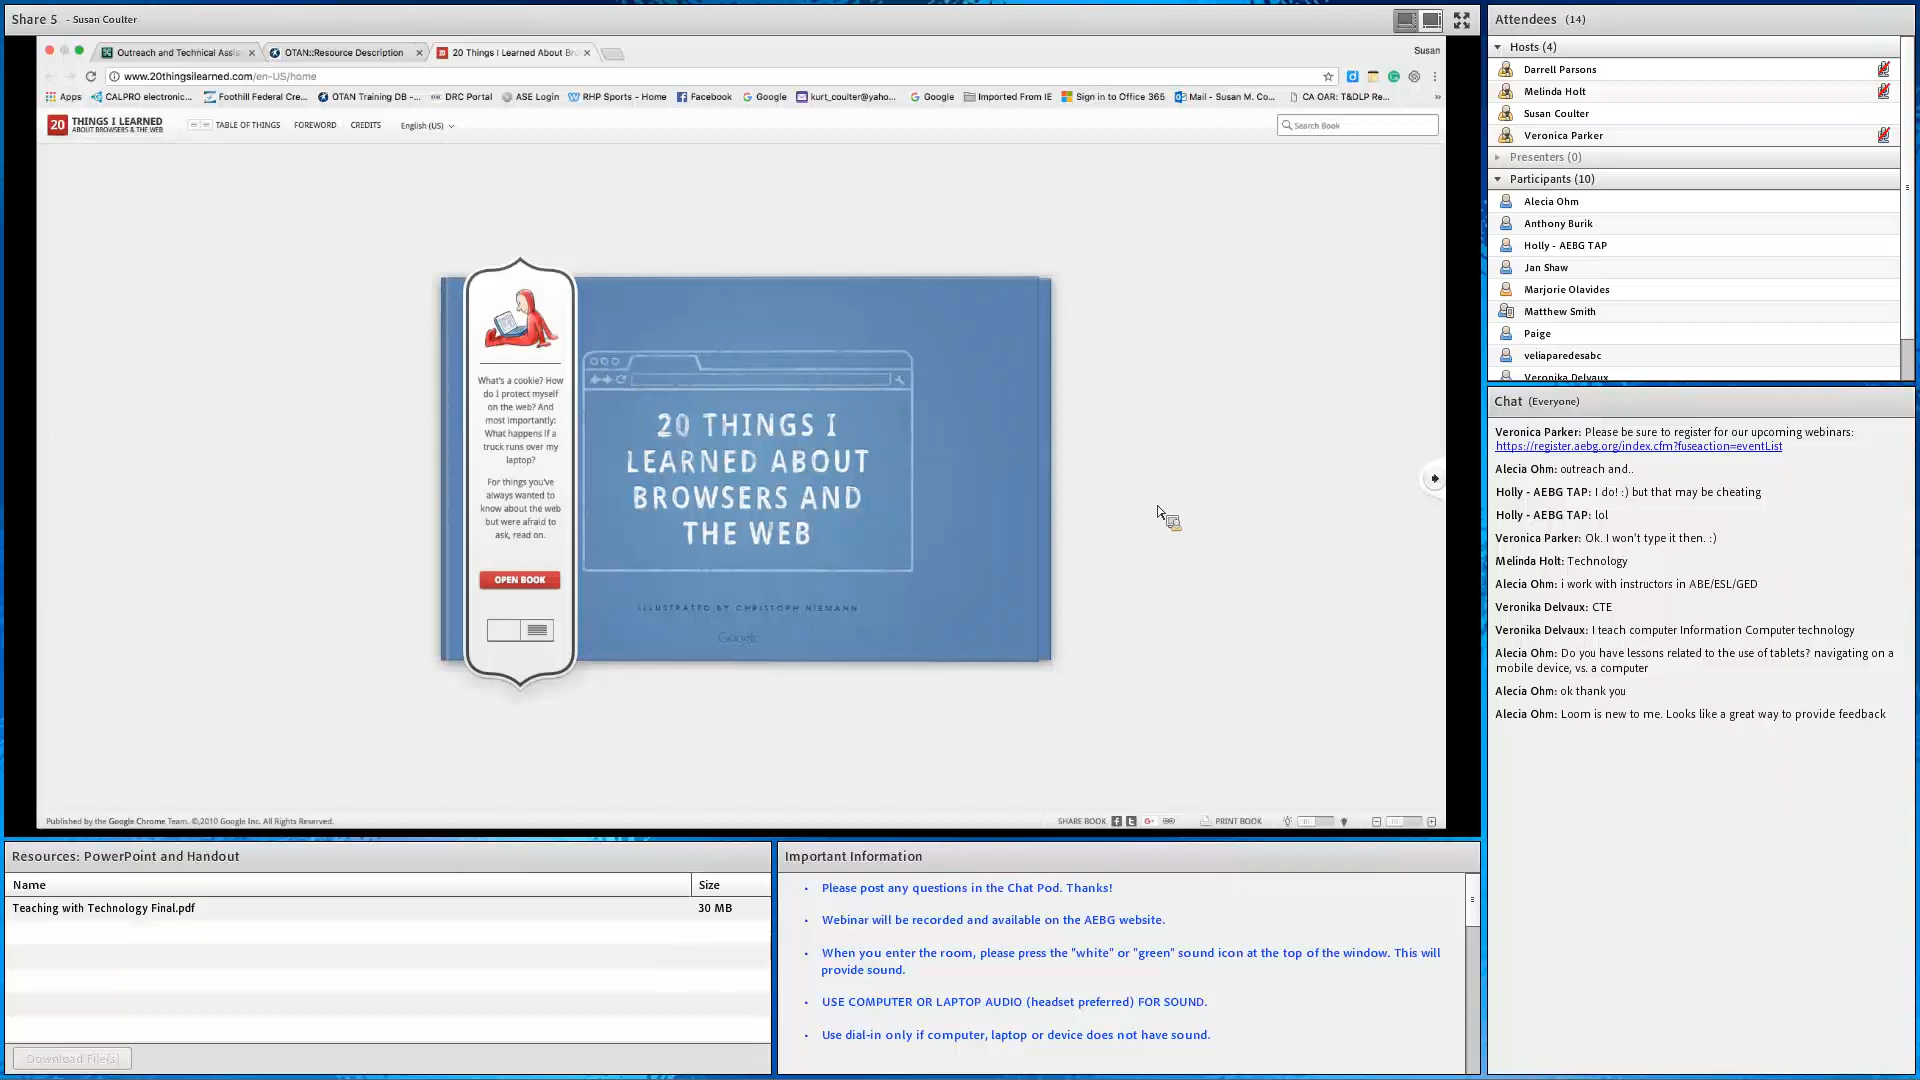 Share 5 - Susan Coulter
Outreach and Technical Assis
OTAN::Resource Description
20 Things I Learned About Br
Susan
www.20thingsilearned.com/en-US/home
Apps
CALPRO electronic...
Foothill Federal Cre...
OTAN Training DB -...
DRC Portal
ASE Login
RHP Sports - Home
Facebook
Google
kurt_coulter@yaho...
Google
Imported From IE
Sign in to Office 365
Mail - Susan M. Co...
CA OAR: T&DLP Re...
20 THINGS I LEARNED
ABOUT BROWSERS & THE WEB
TABLE OF THINGS
FOREWORD
CREDITS
English (US)
Search Book
What's a cookie? How
do I protect myself
on the web? And
most importantly:
What happens if a
truck runs over my
laptop?
For things you've
always wanted to
know about the web
but were afraid to
ask, read on.
OPEN BOOK
20 THINGS I
LEARNED ABOUT
BROWSERS AND
THE WEB
ILLUSTRATED BY CHRISTOPH NIEMANN
Google
Published by the Google Chrome Team. ©,2010 Google Inc. All Rights Reserved.
SHARE BOOK
PRINT BOOK
Attendees (14)
Hosts (4)
Darrell Parsons
Melinda Holt
Susan Coulter
Veronica Parker
Presenters (0)
Participants (10)
Alecia Ohm
Anthony Burik
Holly - AEBG TAP
Jan Shaw
Marjorie Olavides
Matthew Smith
Paige
veliaparedesabc
Veronika Delvaux
Chat (Everyone)
Veronica Parker: Please be sure to register for our upcoming webinars:
https://register.aebg.org/index.cfm?fuseaction=eventList
Alecia Ohm: outreach and..
Holly - AEBG TAP: I do! :) but that may be cheating
Holly - AEBG TAP: lol
Veronica Parker: Ok. I won't type it then. :)
Melinda Holt: Technology
Alecia Ohm: i work with instructors in ABE/ESL/GED
Veronika Delvaux: CTE
Veronika Delvaux: I teach computer Information Computer technology
Alecia Ohm: Do you have lessons related to the use of tablets? navigating on a
mobile device, vs. a computer
Alecia Ohm: ok thank you
Alecia Ohm: Loom is new to me. Looks like a great way to provide feedback
Resources: PowerPoint and Handout
Name
Size
Teaching with Technology Final.pdf
30 MB
Download File(s)
Important Information
• Please post any questions in the Chat Pod. Thanks!
• Webinar will be recorded and available on the AEBG website.
• When you enter the room, please press the "white" or "green" sound icon at the top of the window. This will
provide sound.
• USE COMPUTER OR LAPTOP AUDIO (headset preferred) FOR SOUND.
• Use dial-in only if computer, laptop or device does not have sound.